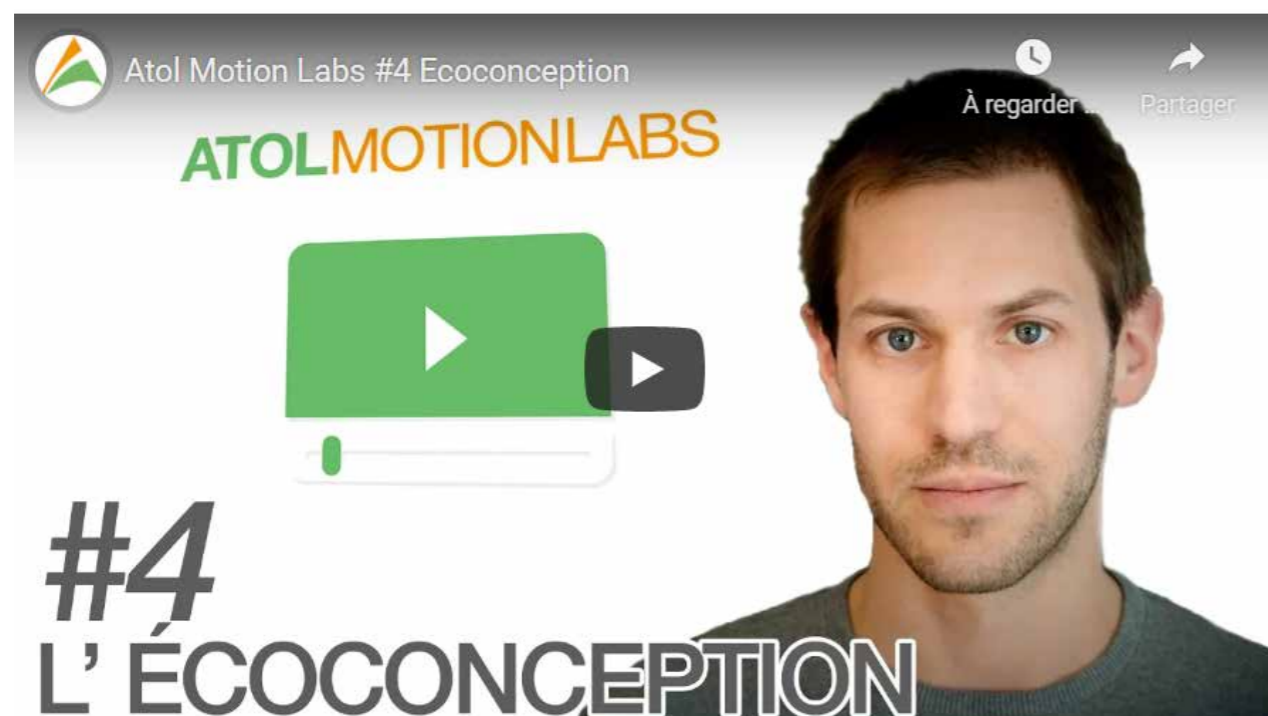 Atol Motion Labs #4 Ecoconception
À regarder ...
Partager
ATOLMOTIONLABS
#4
L' ÉCOCONCEPTION